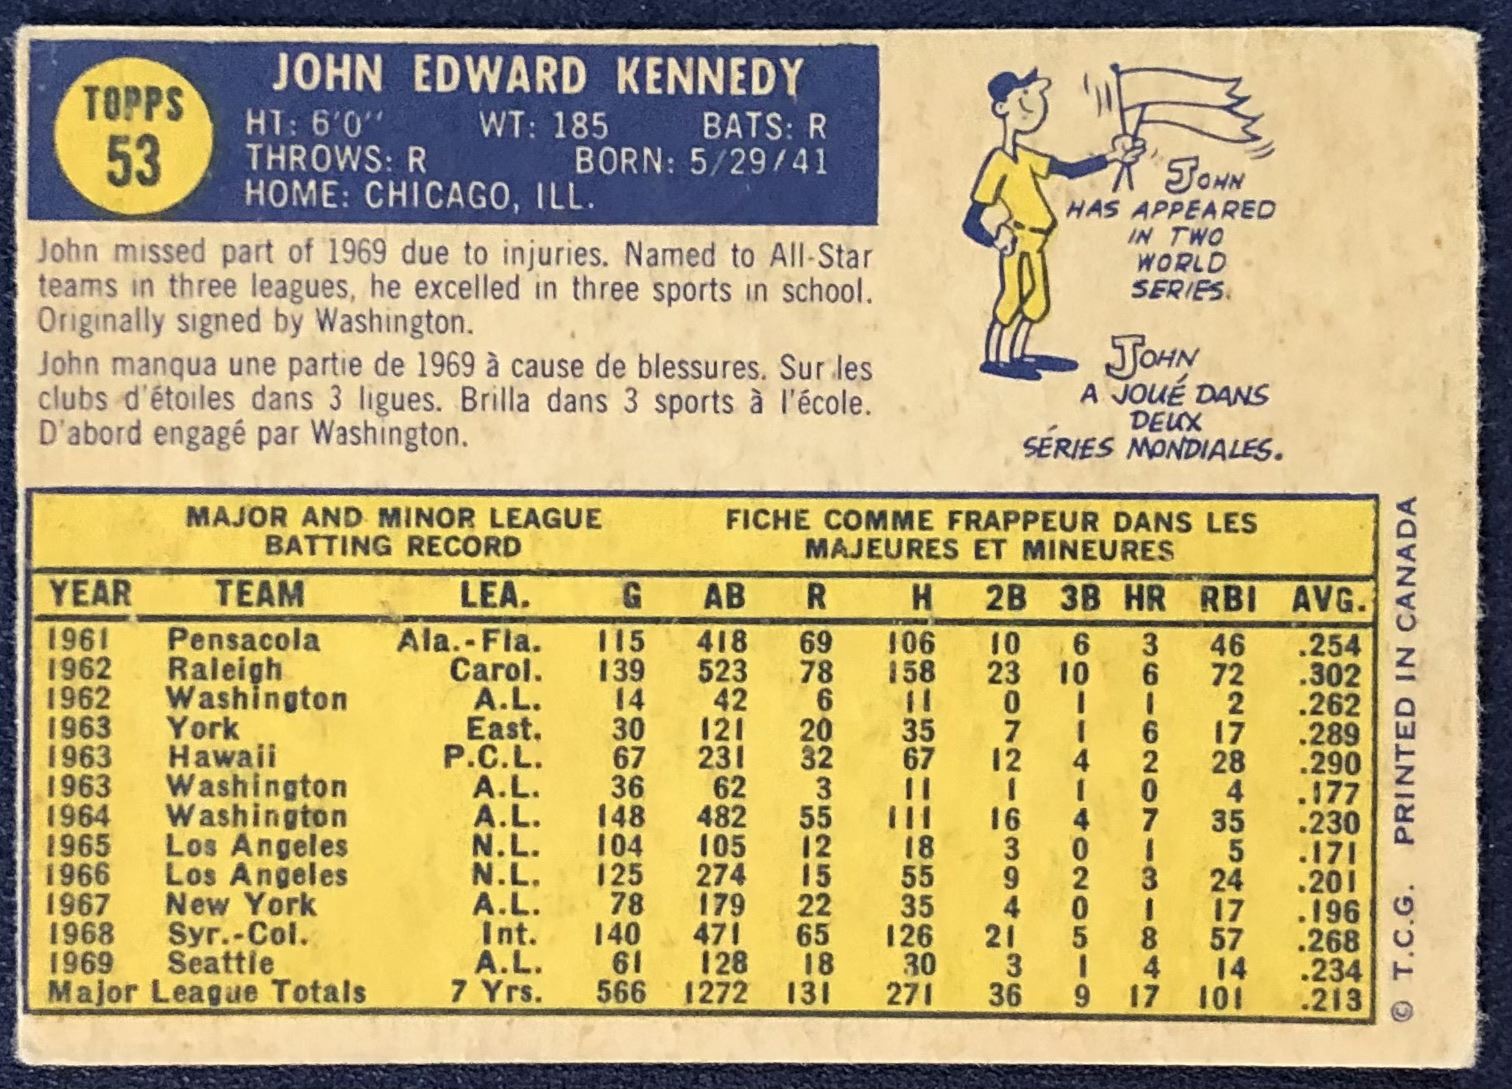 TOPPS
53
JOHN EDWARD KENNEDY
HT: 6'0'' WT: 185 BATS: R
THROWS: R BORN: 5/29/41
HOME: CHICAGO, ILL.
John missed part of 1969 due to injuries. Named to All-Star
teams in three leagues, he excelled in three sports in school.
Originally signed by Washington.
John manqua une partie de 1969 à cause de blessures. Sur les
clubs d'étoiles dans 3 ligues. Brilla dans 3 sports à l'école.
D'abord engagé par Washington.
JOHN
HAS APPEARED
IN TWO
WORLD
SERIES.
JOHN
A JOUÉ DANS
DEUX
SÉRIES MONDIALES.
MAJOR AND MINOR LEAGUE
BATTING RECORD
FICHE COMME FRAPPEUR DANS LES
MAJEURES ET MINEURES
YEAR TEAM LEA. G AB R H 2B 3B HR RBI AVG.
1961 Pensacola Ala.-Fla. 115 418 69 106 10 6 3 46 .254
1962 Raleigh Carol. 139 523 78 158 23 10 6 72 .302
1962 Washington A.L. 14 42 6 11 0 1 1 2 .262
1963 York East. 30 121 20 35 7 1 6 17 .289
1963 Hawaii P.C.L. 67 231 32 67 12 4 2 28 .290
1963 Washington A.L. 36 62 3 11 1 1 0 4 .177
1964 Washington A.L. 148 482 55 111 16 4 7 35 .230
1965 Los Angeles N.L. 104 105 12 18 3 0 1 5 .171
1966 Los Angeles N.L. 125 274 15 55 9 2 3 24 .201
1967 New York A.L. 78 179 22 35 4 0 1 17 .196
1968 Syr.-Col. Int. 140 471 65 126 21 5 8 57 .268
1969 Seattle A.L. 61 128 18 30 3 1 4 14 .234
Major League Totals 7 Yrs. 566 1272 131 271 36 9 17 101 .213
© T.C.G. PRINTED IN CANADA